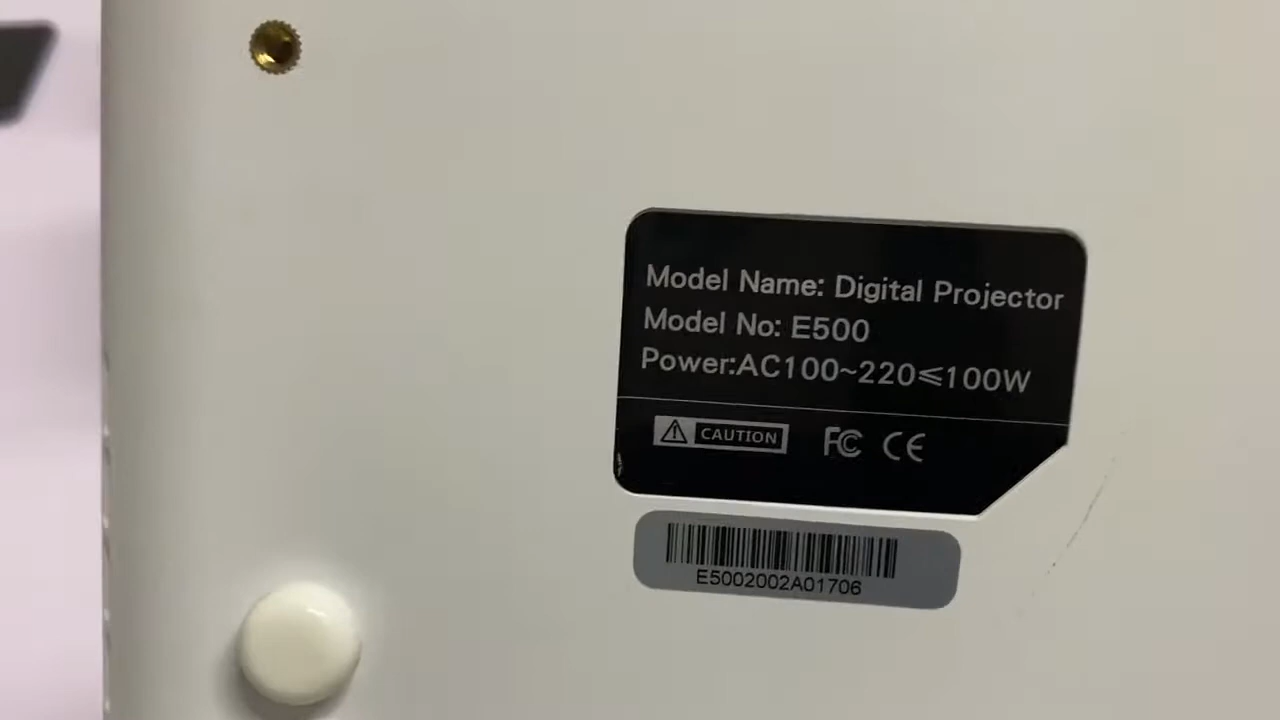 Model Name: Digital Projector
Model No: E500
Power:AC100~220≤100W
CAUTION FC CE
E5002002A01706